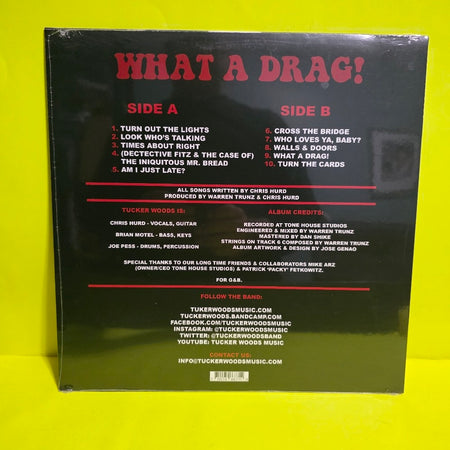 WHAT A DRAG!
SIDE A
1. TURN OUT THE LIGHTS
2. LOOK WHO'S TALKING
3. TIMES ABOUT RIGHT
4. (DECTECTIVE FITZ & THE CASE OF)
THE INIQUITOUS MR. BREAD
5. AM I JUST LATE?
SIDE B
6. CROSS THE BRIDGE
7. WHO LOVES YA, BABY?
8. WALLS & DOORS
9. WHAT A DRAG!
10. TURN THE CARDS
ALL SONGS WRITTEN BY CHRIS HURD
PRODUCED BY WARREN TRUNZ & CHRIS HURD
TUCKER WOODS IS:
CHRIS HURD - VOCALS, GUITAR
BRIAN MOTEL - BASS, KEYS
JOE PESS - DRUMS, PERCUSSION
ALBUM CREDITS:
RECORDED AT TONE HOUSE STUDIOS
ENGINEERED & MIXED BY WARREN TRUNZ
MASTERED BY DAN SHIKE
STRINGS ON TRACK 6 COMPOSED BY WARREN TRUNZ
ALBUM ARTWORK & DESIGN BY JOSE GENAO
SPECIAL THANKS TO OUR LONG TIME FRIENDS & COLLABORATORS MIKE ARZ
(OWNER/CEO TONE HOUSE STUDIOS) & PATRICK 'PACKY' FETKOWITZ.
FOR G&B.
FOLLOW THE BAND:
TUKERWOODSMUSIC.COM
TUCKERWOODS.BANDCAMP.COM
FACEBOOK.COM/TUCKERWOODSMUSIC
INSTAGRAM: @TUCKERWOODSMUSIC
TWITTER: @TUCKERWOODSBAND
YOUTUBE: TUCKER WOODS MUSIC
CONTACT US:
INFO@TUCKERWOODSMUSIC.COM